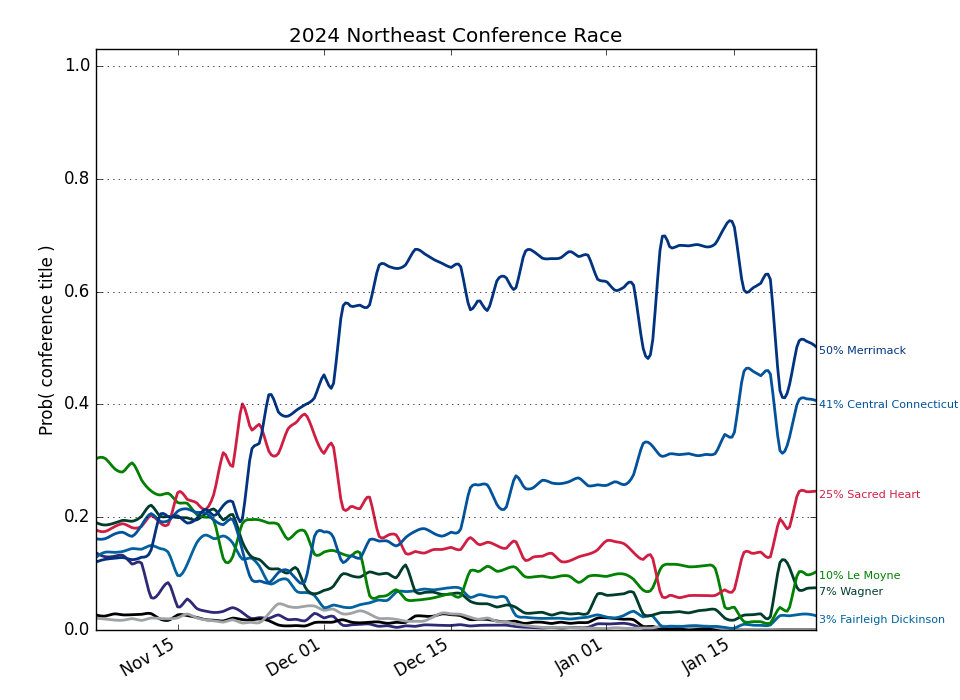 2024 Northeast Conference Race
Prob( conference title )
1.0
0.8
0.6
0.4
0.2
0.0
Nov 15
Dec 01
Dec 15
Jan 01
Jan 15
50% Merrimack
41% Central Connecticut
25% Sacred Heart
10% Le Moyne
7% Wagner
3% Fairleigh Dickinson